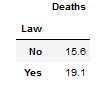 Deaths
Law
No 15.6
Yes 19.1